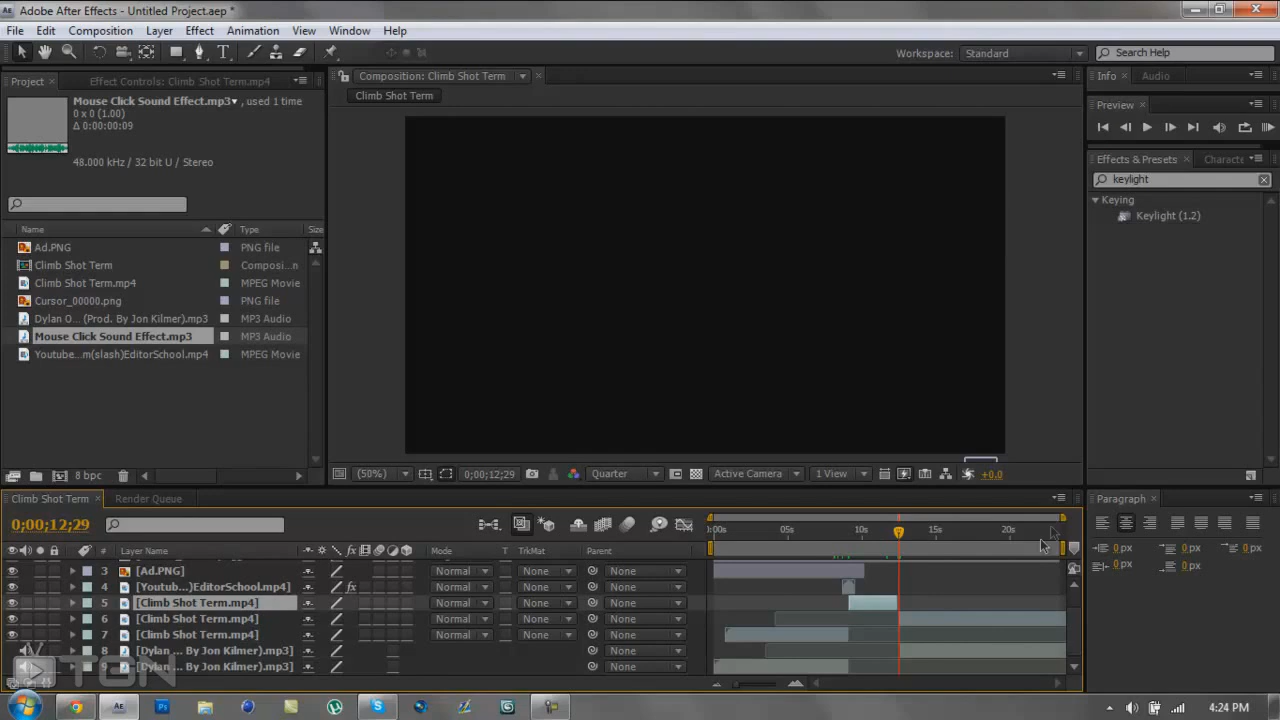 Adobe After Effects - Untitled Project.aep *
File Edit Composition Layer Effect Animation View Window Help
Workspace: Standard Search Help
Project Effect Controls: Climb Shot Term.mp4 Composition: Climb Shot Term Info Audio
Climb Shot Term
Mouse Click Sound Effect.mp3 , used 1 time
0 x 0 (1.00)
Δ 0:00:00:09
48.000 kHz / 32 bit U / Stereo
Preview
Effects & Presets Characte
keylight
Keying
Keylight (1.2)
Name Type Size
Ad.PNG PNG file
Climb Shot Term Composi...n
Climb Shot Term.mp4 MPEG Movie
Cursor_00000.png PNG file
Dylan O... (Prod. By Jon Kilmer).mp3 MP3 Audio
Mouse Click Sound Effect.mp3 MP3 Audio
Youtube...m(slash)EditorSchool.mp4 MPEG Movie
8 bpc
(50%) 0;00;12;29 Quarter Active Camera 1 View +0.0
Climb Shot Term Render Queue
0;00;12;29
0:00s 05s 10s 15s 20s
# Layer Name Mode T TrkMat Parent
3 [Ad.PNG] Normal None None
4 [Youtub...)EditorSchool.mp4] Normal None None
5 [Climb Shot Term.mp4] Normal None None
6 [Climb Shot Term.mp4] Normal None None
7 [Climb Shot Term.mp4] Normal None None
8 [Dylan ... By Jon Kilmer).mp3] None
9 [Dylan ... By Jon Kilmer).mp3] None
Paragraph
0 px 0 px 0 px
0 px 0 px
TGN
4:24 PM